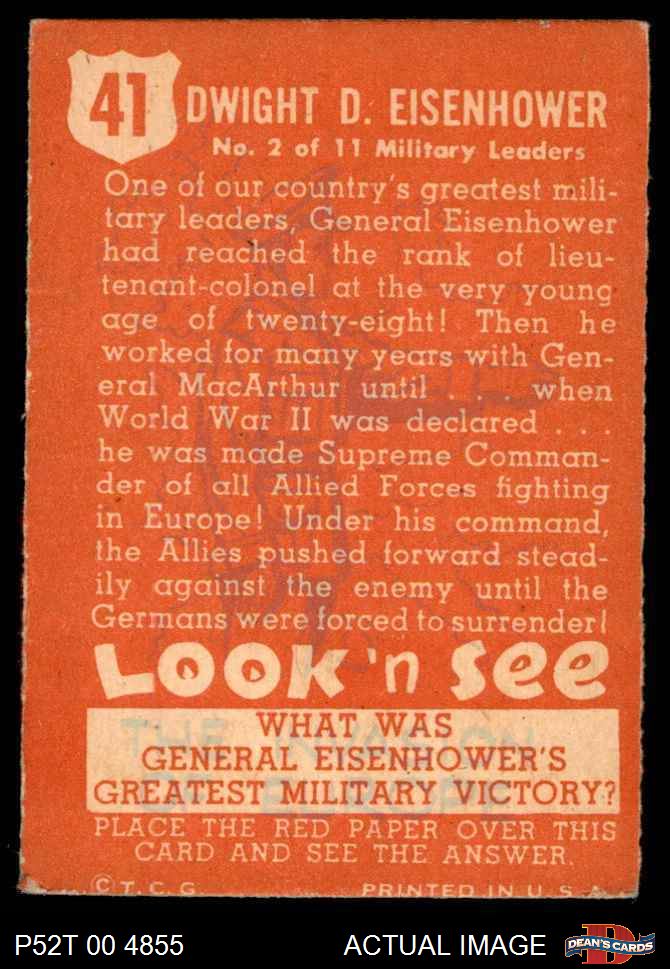 41
DWIGHT D. EISENHOWER
No. 2 of 11 Military Leaders
One of our country's greatest mili-
tary leaders, General Eisenhower
had reached the rank of lieu-
tenant-colonel at the very young
age of twenty-eight! Then he
worked for many years with Gen-
eral MacArthur until . . . when
World War II was declared . . .
he was made Supreme Comman-
der of all Allied Forces fighting
in Europe! Under his command,
the Allies pushed forward stead-
ily against the enemy until the
Germans were forced to surrender!
LOOK 'n SEE
WHAT WAS
GENERAL EISENHOWER'S
GREATEST MILITARY VICTORY?
THE INVASION
OF EUROPE
PLACE THE RED PAPER OVER THIS
CARD AND SEE THE ANSWER.
© T. C. G. PRINTED IN U. S. A.
P52T 00 4855 ACTUAL IMAGE DEAN'S CARDS